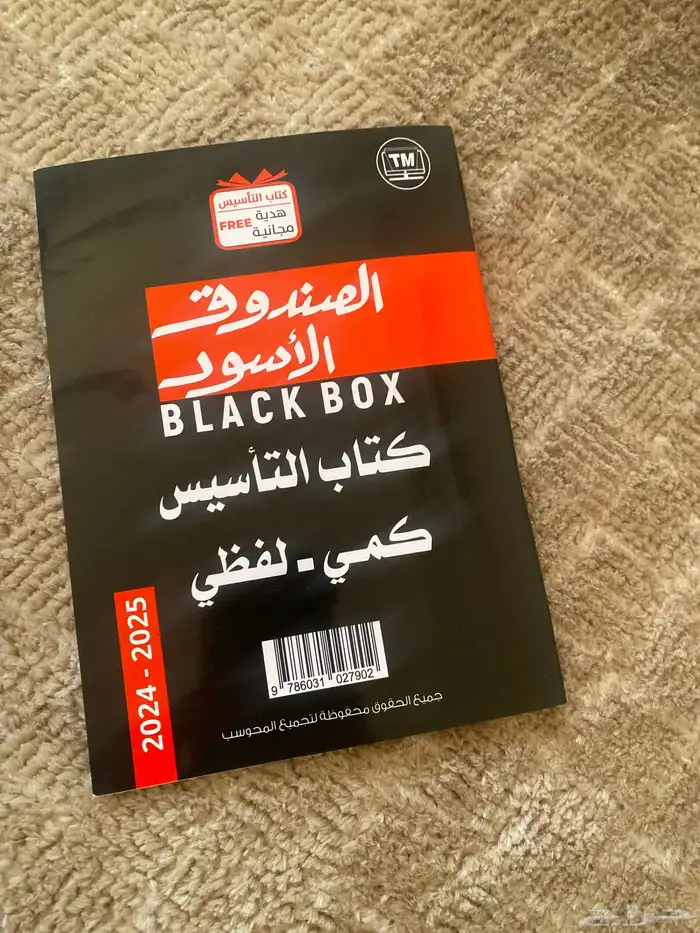 TM
كتاب التأسيس
هدية
FREE
مجانية
الصندوق
الأسود
BLACK BOX
كتاب التأسيس
كمي - لفظي
2024 - 2025
9 786031 027902
جميع الحقوق محفوظة لتجميع المحوسب
حراج